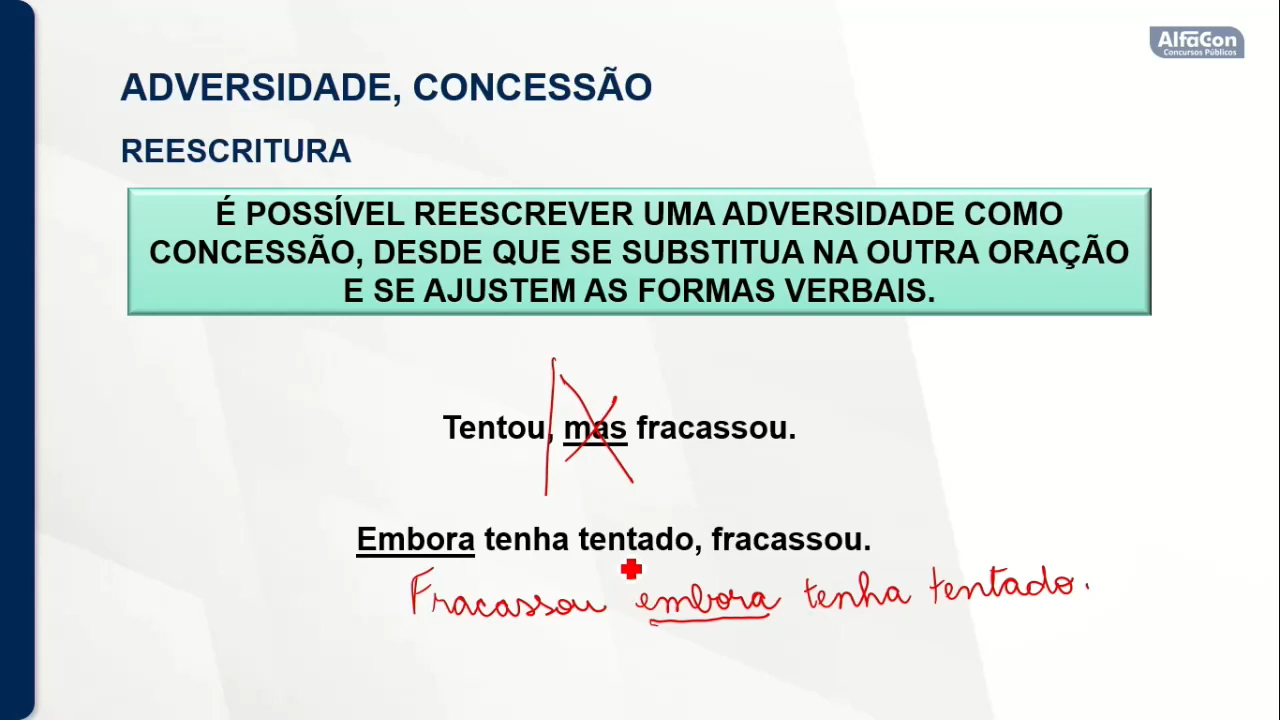 AlfaCon
Concursos Públicos
ADVERSIDADE, CONCESSÃO
REESCRITURA
É POSSÍVEL REESCREVER UMA ADVERSIDADE COMO
CONCESSÃO, DESDE QUE SE SUBSTITUA NA OUTRA ORAÇÃO
E SE AJUSTEM AS FORMAS VERBAIS.
Tentou, mas fracassou.
Embora tenha tentado, fracassou.
Fracassou embora tenha tentado.